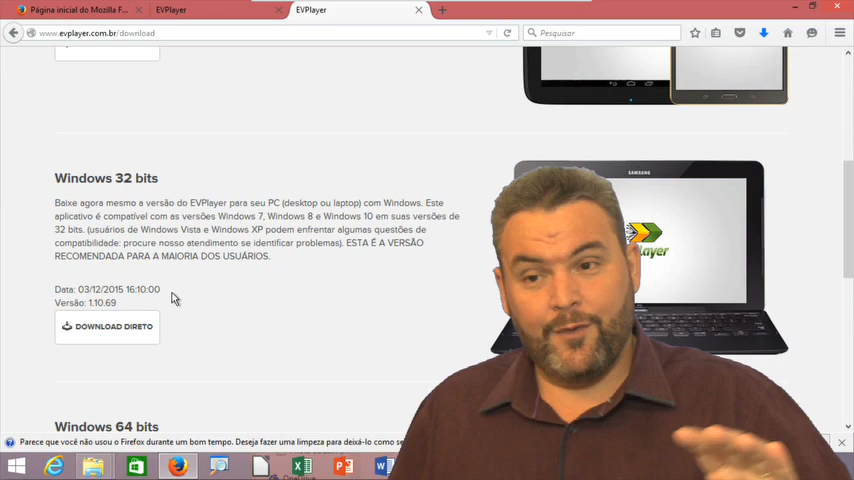 Página inicial do Mozilla F...
EVPlayer
EVPlayer
www.evplayer.com.br/download
Pesquisar
Windows 32 bits
SAMSUNG
Baixe agora mesmo a versão do EVPlayer para seu PC (desktop ou laptop) com Windows. Este
aplicativo é compatível com as versões Windows 7, Windows 8 e Windows 10 em suas versões de
32 bits. (usuários de Windows Vista e Windows XP podem enfrentar algumas questões de
compatibilidade: procure nosso atendimento se identificar problemas). ESTA É A VERSÃO
RECOMENDADA PARA A MAIORIA DOS USUÁRIOS.
Data: 03/12/2015 16:10:00
Versão: 1.10.69
DOWNLOAD DIRETO
Windows 64 bits
Parece que você não usou o Firefox durante um bom tempo. Deseja fazer uma limpeza para deixá-lo como se
OneDrive